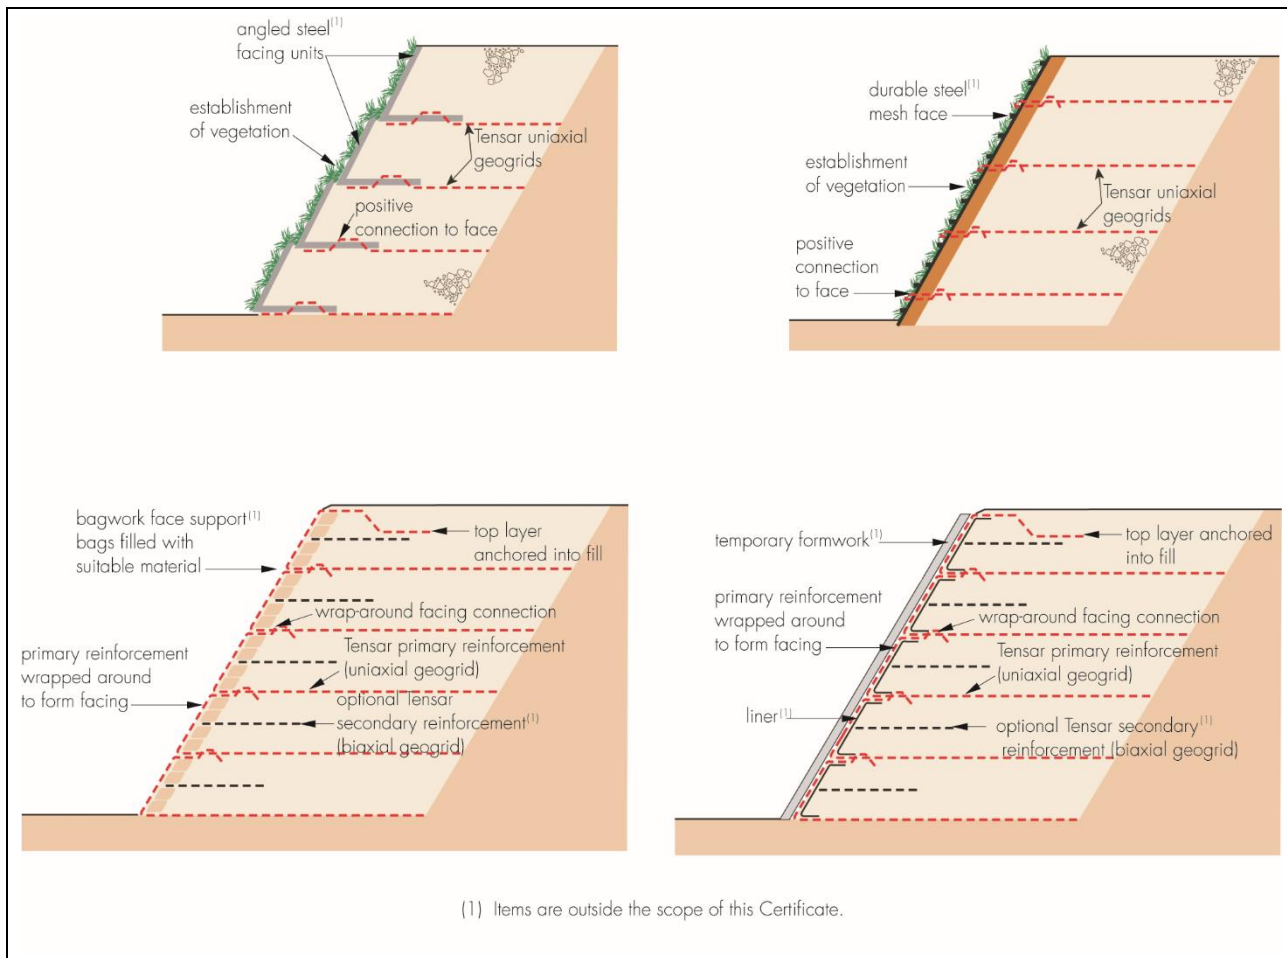 angled steel(1)
facing units
establishment
of vegetation
Tensar uniaxial
geogrids
positive
connection to face
durable steel(1)
mesh face
establishment
of vegetation
Tensar uniaxial
geogrids
positive
connection
to face
bagwork face support(1)
bags filled with
suitable material
top layer
anchored into fill
wrap-around facing connection
primary reinforcement
wrapped around
to form facing
Tensar primary reinforcement
(uniaxial geogrid)
optional Tensar
secondary reinforcement(1)
(biaxial geogrid)
temporary formwork(1)
top layer anchored
into fill
primary reinforcement
wrapped around
to form facing
wrap-around facing connection
Tensar primary reinforcement
(uniaxial geogrid)
liner(1)
optional Tensar secondary(1)
reinforcement (biaxial geogrid)
(1) Items are outside the scope of this Certificate.